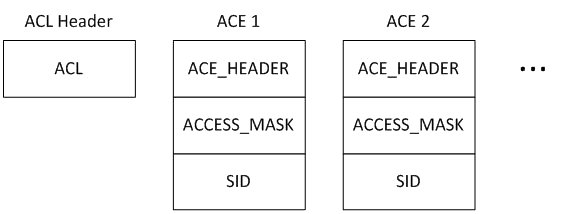 ACL Header ACE 1 ACE 2
ACL ACE_HEADER ACE_HEADER ...
ACCESS_MASK ACCESS_MASK
SID SID